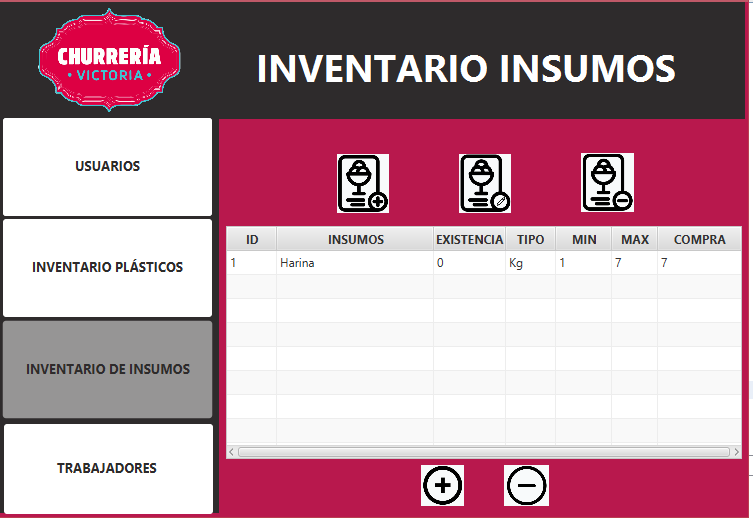 CHURRERÍA
• VICTORIA •
INVENTARIO INSUMOS
USUARIOS
INVENTARIO PLÁSTICOS
INVENTARIO DE INSUMOS
TRABAJADORES
ID INSUMOS EXISTENCIA TIPO MIN MAX COMPRA
1 Harina 0 Kg 1 7 7